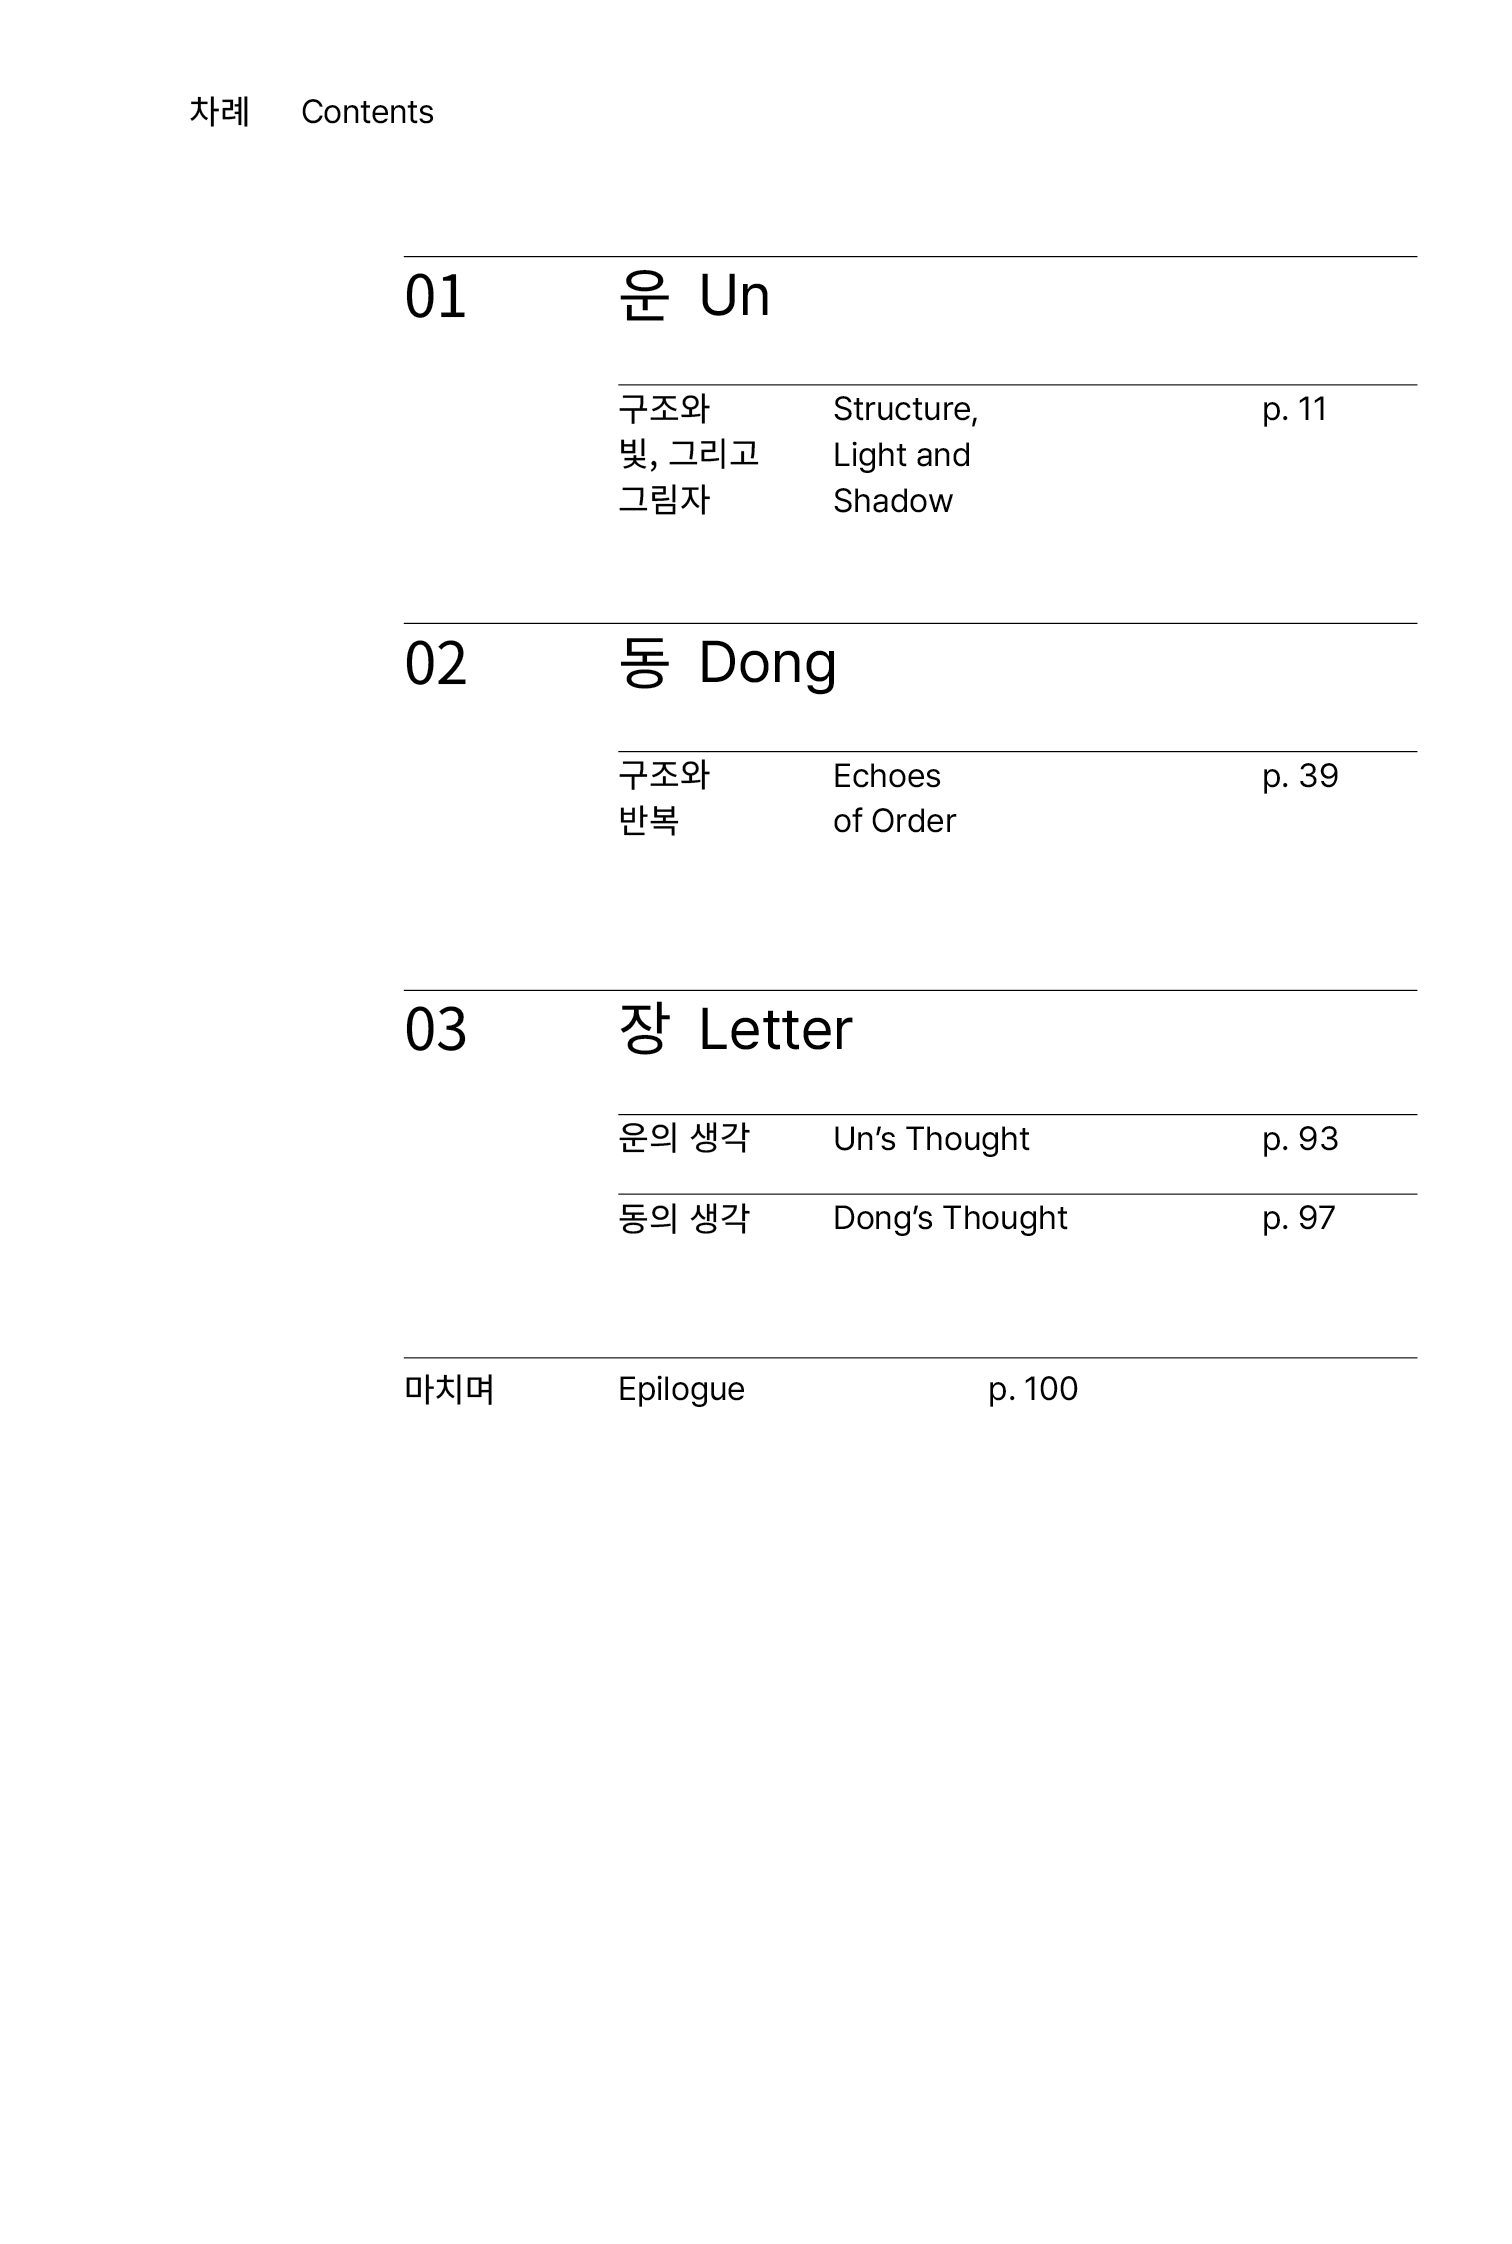 차례 Contents
01 운 Un
구조와 Structure, p. 11
빛, 그리고 Light and
그림자 Shadow
02 동 Dong
구조와 Echoes p. 39
반복 of Order
03 장 Letter
운의 생각 Un’s Thought p. 93
동의 생각 Dong’s Thought p. 97
마치며 Epilogue p. 100